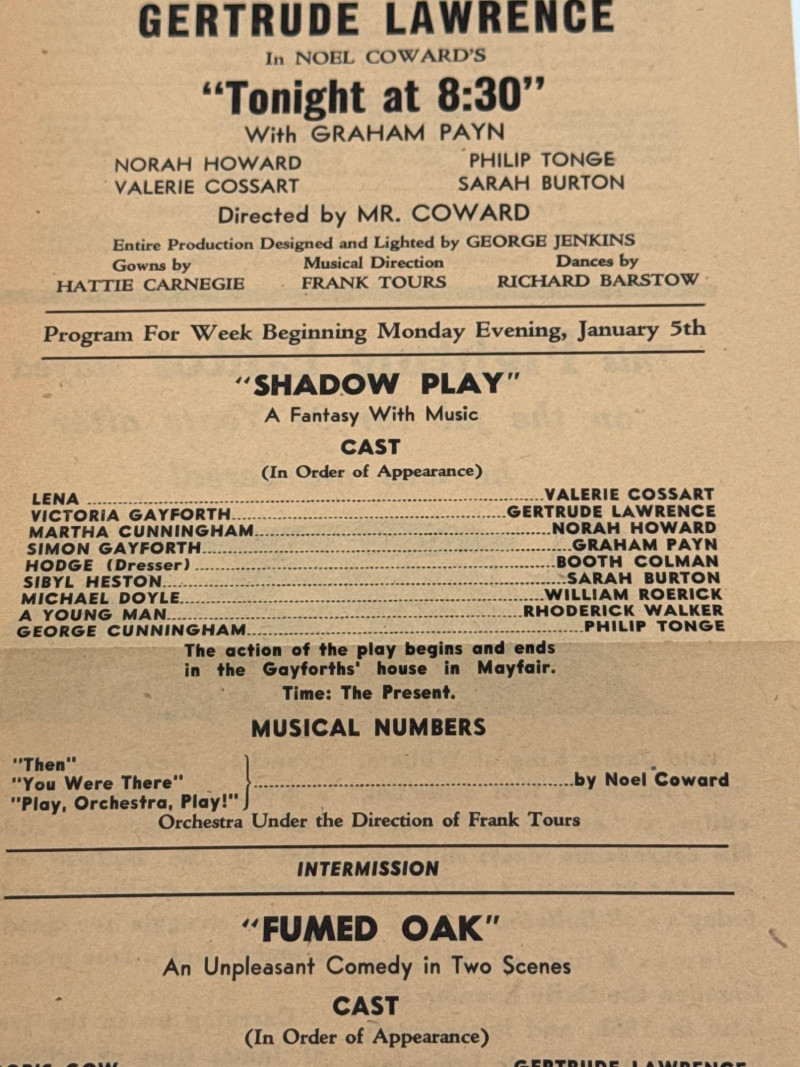 GERTRUDE LAWRENCE
In NOEL COWARD'S
"Tonight at 8:30"
With GRAHAM PAYN
NORAH HOWARD PHILIP TONGE
VALERIE COSSART SARAH BURTON
Directed by MR. COWARD
Entire Production Designed and Lighted by GEORGE JENKINS
Gowns by Musical Direction Dances by
HATTIE CARNEGIE FRANK TOURS RICHARD BARSTOW
Program For Week Beginning Monday Evening, January 5th
"SHADOW PLAY"
A Fantasy With Music
CAST
(In Order of Appearance)
LENA ........ VALERIE COSSART
VICTORIA GAYFORTH ........ GERTRUDE LAWRENCE
MARTHA CUNNINGHAM ........ NORAH HOWARD
SIMON GAYFORTH ........ GRAHAM PAYN
HODGE (Dresser) ........ BOOTH COLMAN
SIBYL HESTON ........ SARAH BURTON
MICHAEL DOYLE ........ WILLIAM ROERICK
A YOUNG MAN ........ RHODERICK WALKER
GEORGE CUNNINGHAM ........ PHILIP TONGE
The action of the play begins and ends
in the Gayforths' house in Mayfair.
Time: The Present.
MUSICAL NUMBERS
"Then"
"You Were There" ........ by Noel Coward
"Play, Orchestra, Play!"
Orchestra Under the Direction of Frank Tours
INTERMISSION
"FUMED OAK"
An Unpleasant Comedy in Two Scenes
CAST
(In Order of Appearance)
GOW GERTRUDE LAWRENCE